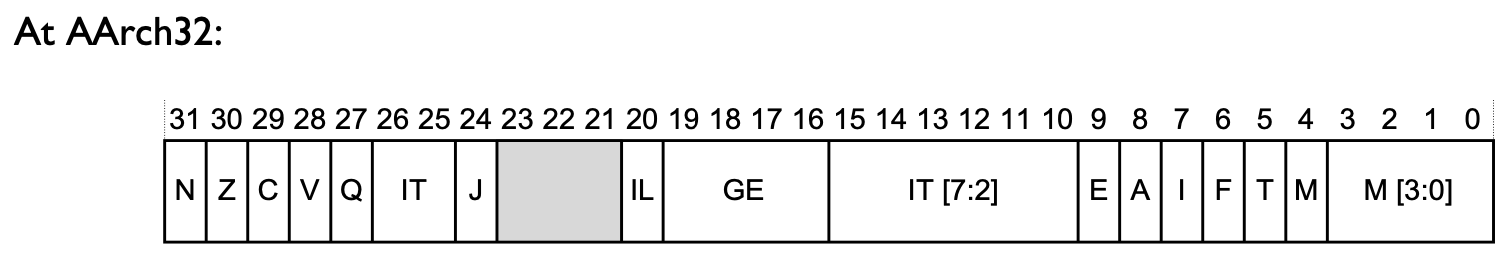 At AArch32:
31 30 29 28 27 26 25 24 23 22 21 20 19 18 17 16 15 14 13 12 11 10 9 8 7 6 5 4 3 2 1 0
N Z C V Q IT J IL GE IT [7:2] E A I F T M M [3:0]